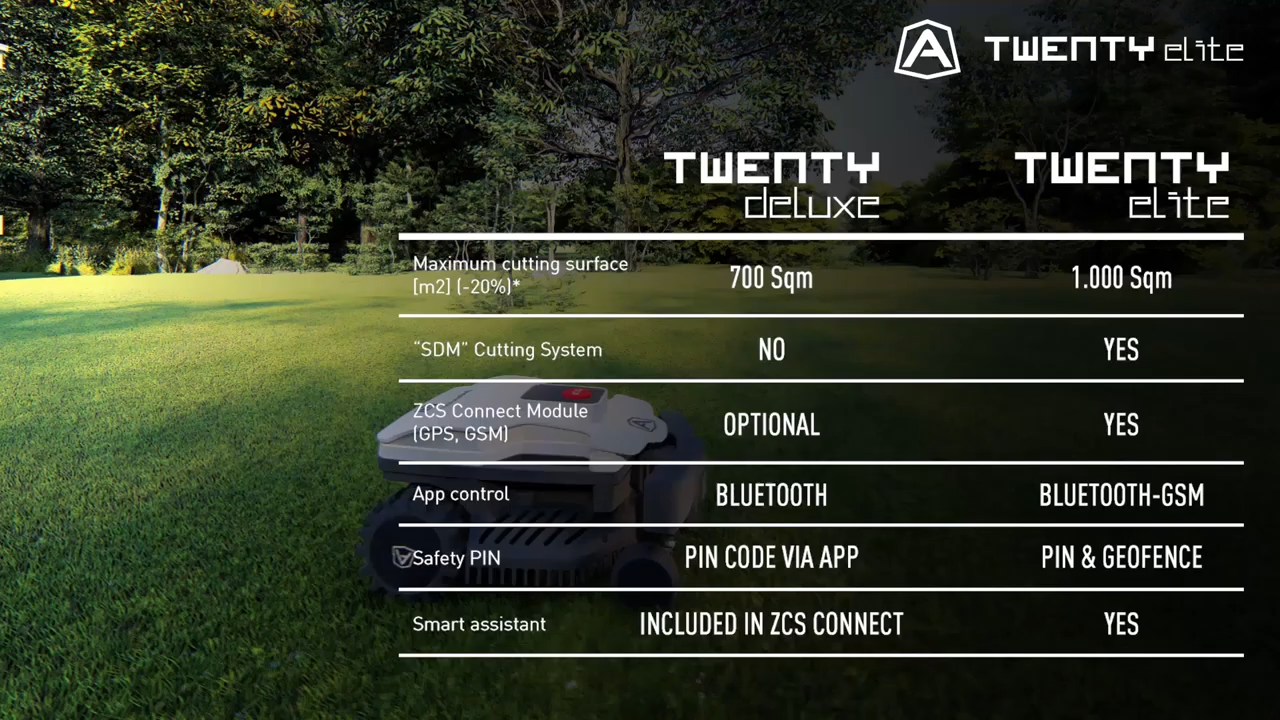 TWENTY elite
TWENTY TWENTY
deluxe elite
Maximum cutting surface
[m2] (-20%)* 700 Sqm 1.000 Sqm
“SDM” Cutting System NO YES
ZCS Connect Module
(GPS, GSM) OPTIONAL YES
App control BLUETOOTH BLUETOOTH-GSM
Safety PIN PIN CODE VIA APP PIN & GEOFENCE
Smart assistant INCLUDED IN ZCS CONNECT YES